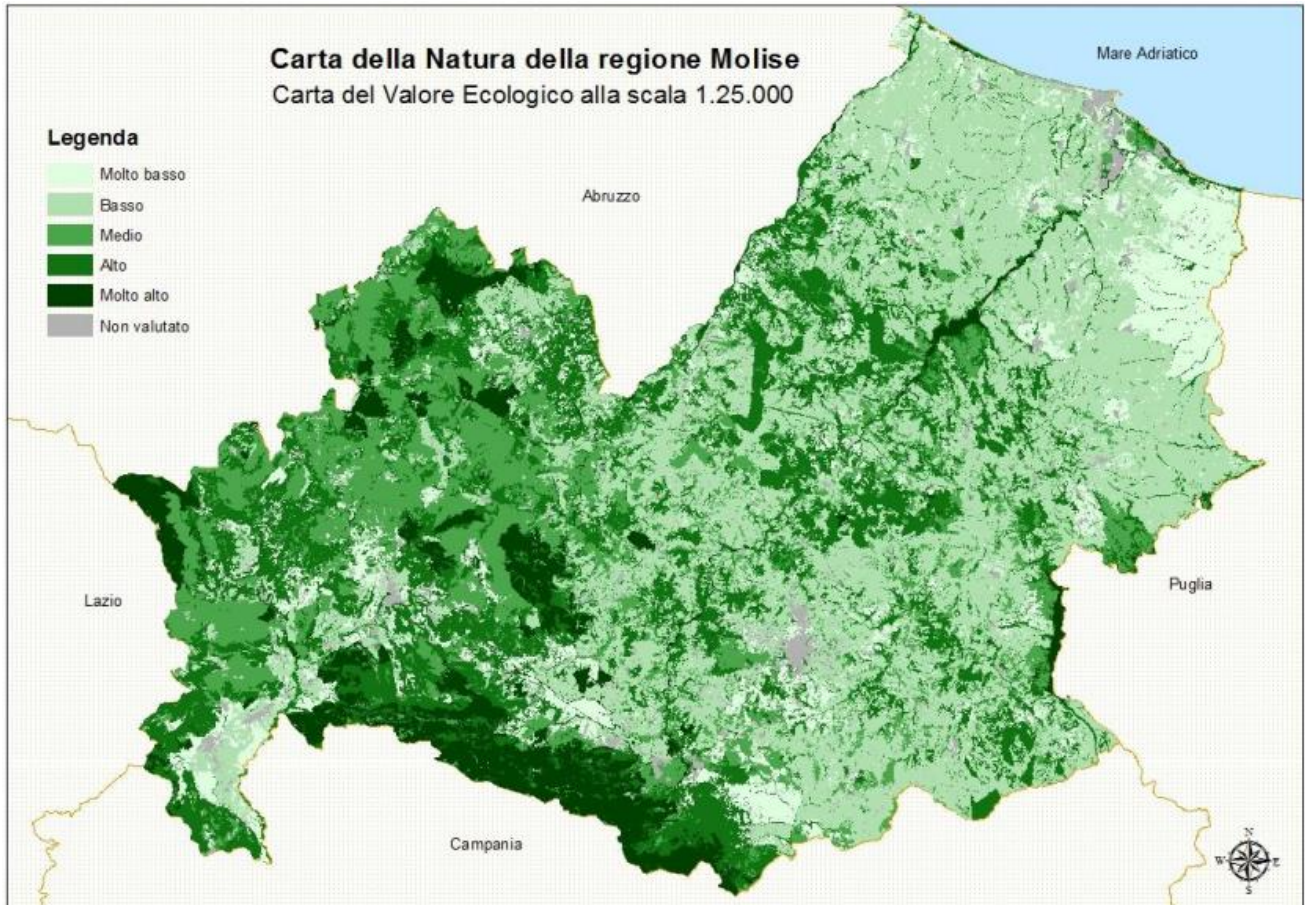 Carta della Natura della regione Molise
Carta del Valore Ecologico alla scala 1.25.000
Mare Adriatico
Legenda
Molto basso
Basso
Medio
Alto
Molto alto
Non valutato
Abruzzo
Lazio
Puglia
Campania
N
W E
S